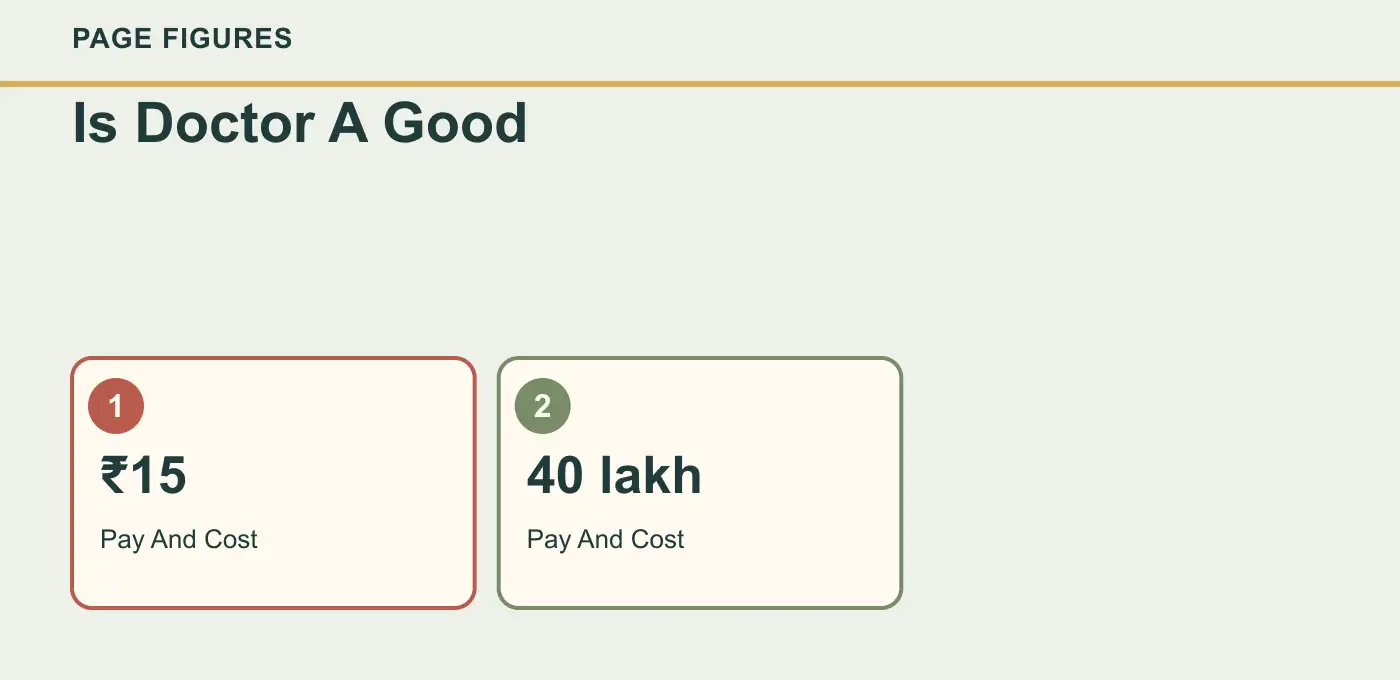 PAGE FIGURES
Is Doctor A Good
1
₹15
Pay And Cost
2
40 lakh
Pay And Cost